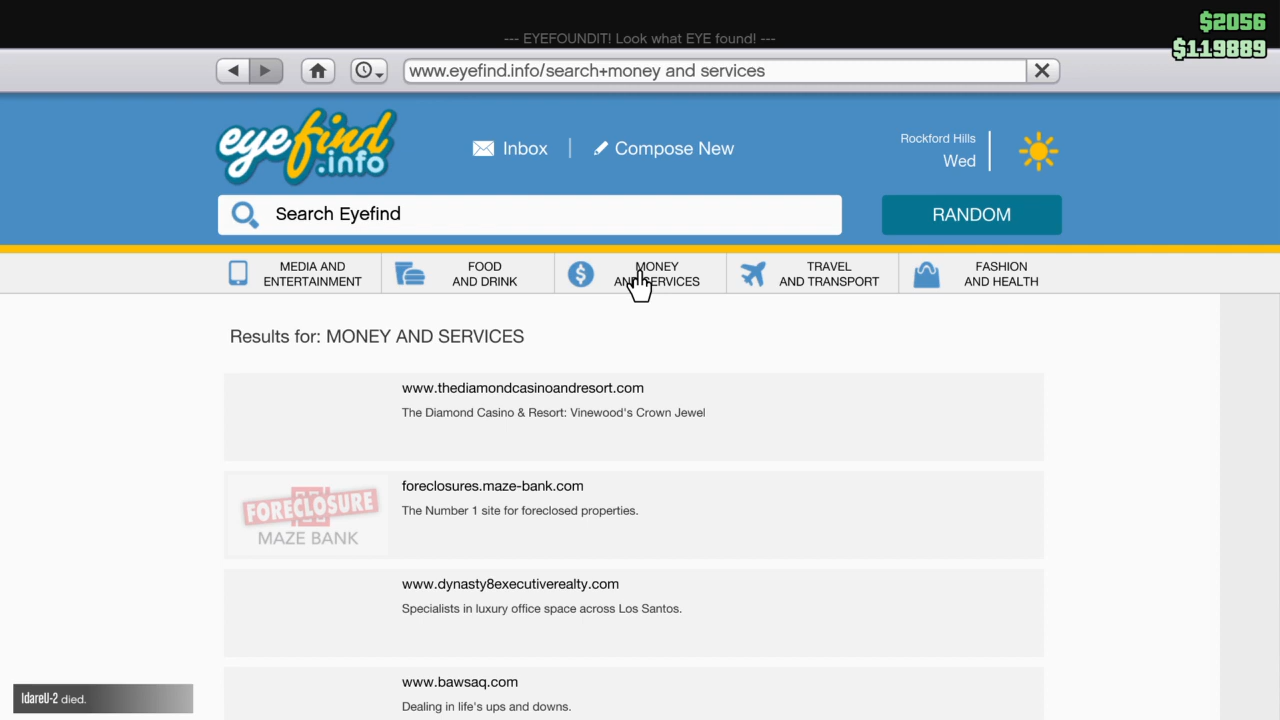 $2056
--- EYEFOUNDIT! Look what EYE found! ---
$119889
www.eyefind.info/search+money and services
eyefind
.info
Inbox
Compose New
Rockford Hills
Wed
Search Eyefind
RANDOM
MEDIA AND
ENTERTAINMENT
FOOD
AND DRINK
MONEY
AND SERVICES
TRAVEL
AND TRANSPORT
FASHION
AND HEALTH
Results for: MONEY AND SERVICES
www.thediamondcasinoandresort.com
The Diamond Casino & Resort: Vinewood's Crown Jewel
FORECLOSURE
MAZE BANK
foreclosures.maze-bank.com
The Number 1 site for foreclosed properties.
www.dynasty8executiverealty.com
Specialists in luxury office space across Los Santos.
www.bawsaq.com
Dealing in life's ups and downs.
IdareU-2 died.